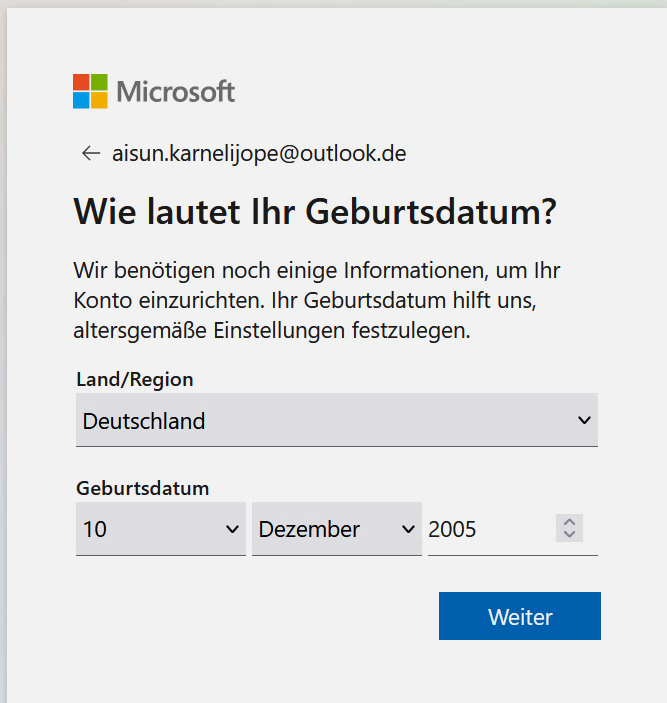 Microsoft
← aisun.karnelijope@outlook.de
Wie lautet Ihr Geburtsdatum?
Wir benötigen noch einige Informationen, um Ihr
Konto einzurichten. Ihr Geburtsdatum hilft uns,
altersgemäße Einstellungen festzulegen.
Land/Region
Deutschland
Geburtsdatum
10 Dezember 2005
Weiter